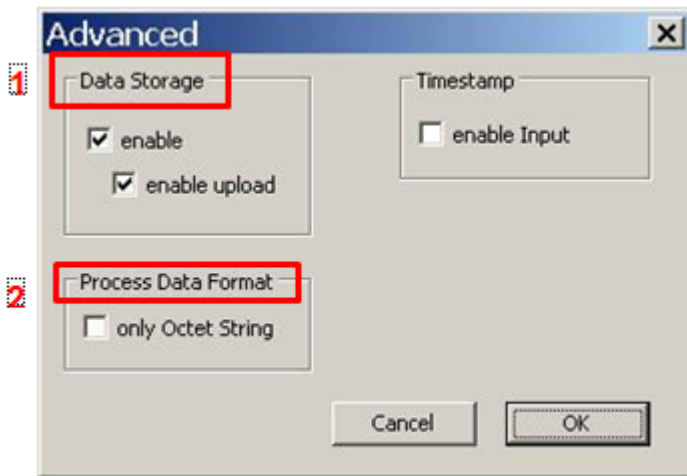 Advanced
1
Data Storage
Timestamp
enable
enable Input
enable upload
2
Process Data Format
only Octet String
Cancel
OK